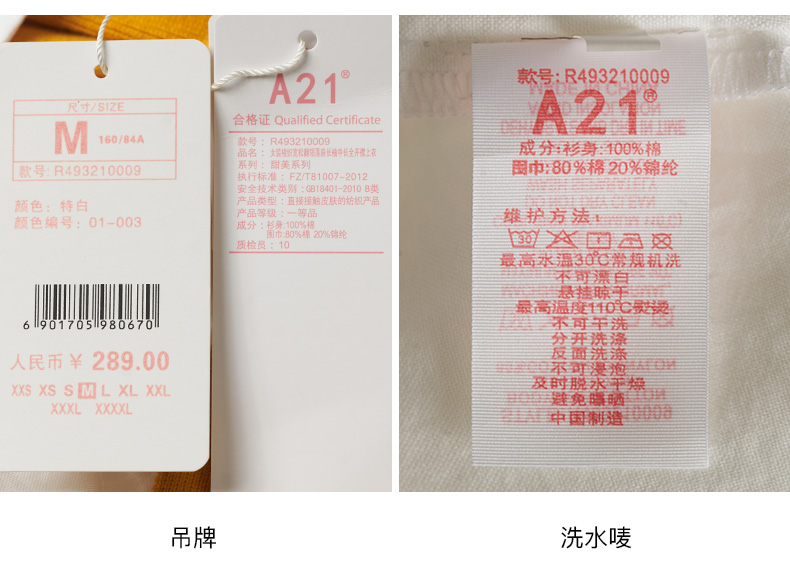 尺寸/SIZE
M 160/84A
款号: R493210009
颜色: 特白
颜色编号: 01-003
6 901705 980670
人民币 ¥ 289.00
XXS XS S M L XL XXL
XXXL XXXXL
A21®
合格证 Qualified Certificate
款号: R493210009
品名:
系列: 甜美系列
执行标准: FZ/T81007-2012
安全技术类别: GB18401-2010 B类
产品类型: 直接接触皮肤的纺织产品
产品等级: 一等品
成分: 衫身:100%棉
围巾:80%棉 20%锦纶
质检员: 10
款号: R493210009
A21®
成分: 衫身: 100%棉
围巾: 80%棉 20%锦纶
维护方法:
30
最高水温30℃常规机洗
不可漂白
悬挂晾干
最高温度110℃熨烫
不可干洗
分开洗涤
反面洗涤
不可浸泡
及时脱水干燥
避免曝晒
中国制造
吊牌
洗水唛